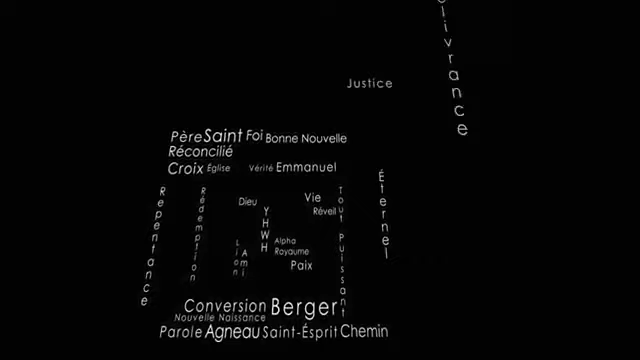 élivrance
Justice
Père Saint Foi Bonne Nouvelle
Réconcilié
Croix Église Vérité Emmanuel
Repentance
Rédemption
Dieu
YHWH
Vie
Réveil
Tout Puissant
Éternel
Lion
Ami
Alpha
Royaume
Paix
Conversion Berger
Nouvelle Naissance
Parole Agneau Saint-Ésprit Chemin